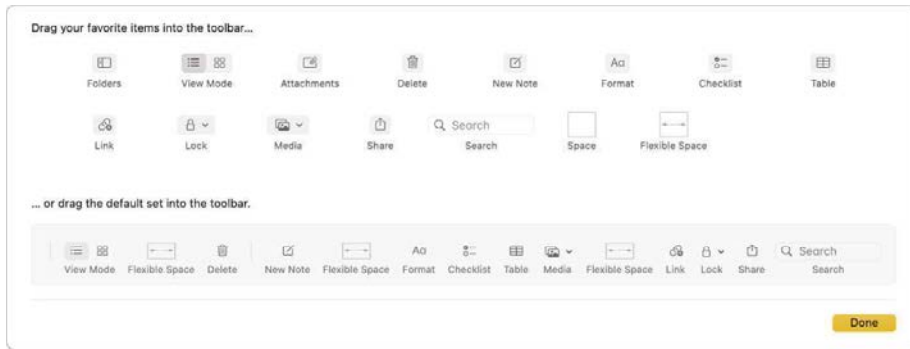 Drag your favorite items into the toolbar...
Folders View Mode Attachments Delete New Note Format Checklist Table
Search
Link Lock Media Share Search Space Flexible Space
... or drag the default set into the toolbar.
Search
View Mode Flexible Space Delete New Note Flexible Space Format Checklist Table Media Flexible Space Link Lock Share Search
Done